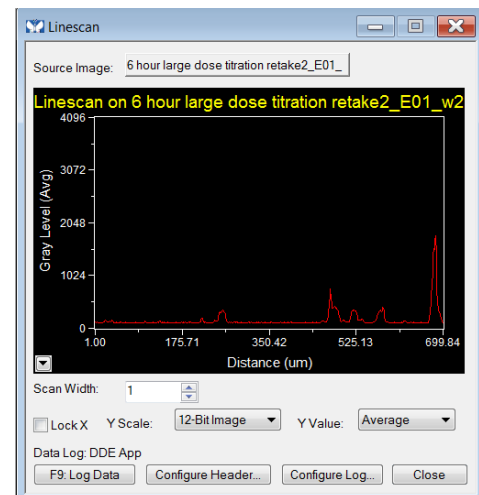 Linescan
Source Image: 6 hour large dose titration retake2_E01_
Linescan on 6 hour large dose titration retake2_E01_w2
4096
3072
2048
1024
0
Gray Level (Avg)
1.00 175.71 350.42 525.13 699.84
Distance (um)
Scan Width: 1
Lock X Y Scale: 12-Bit Image Y Value: Average
Data Log: DDE App
F9: Log Data Configure Header... Configure Log... Close